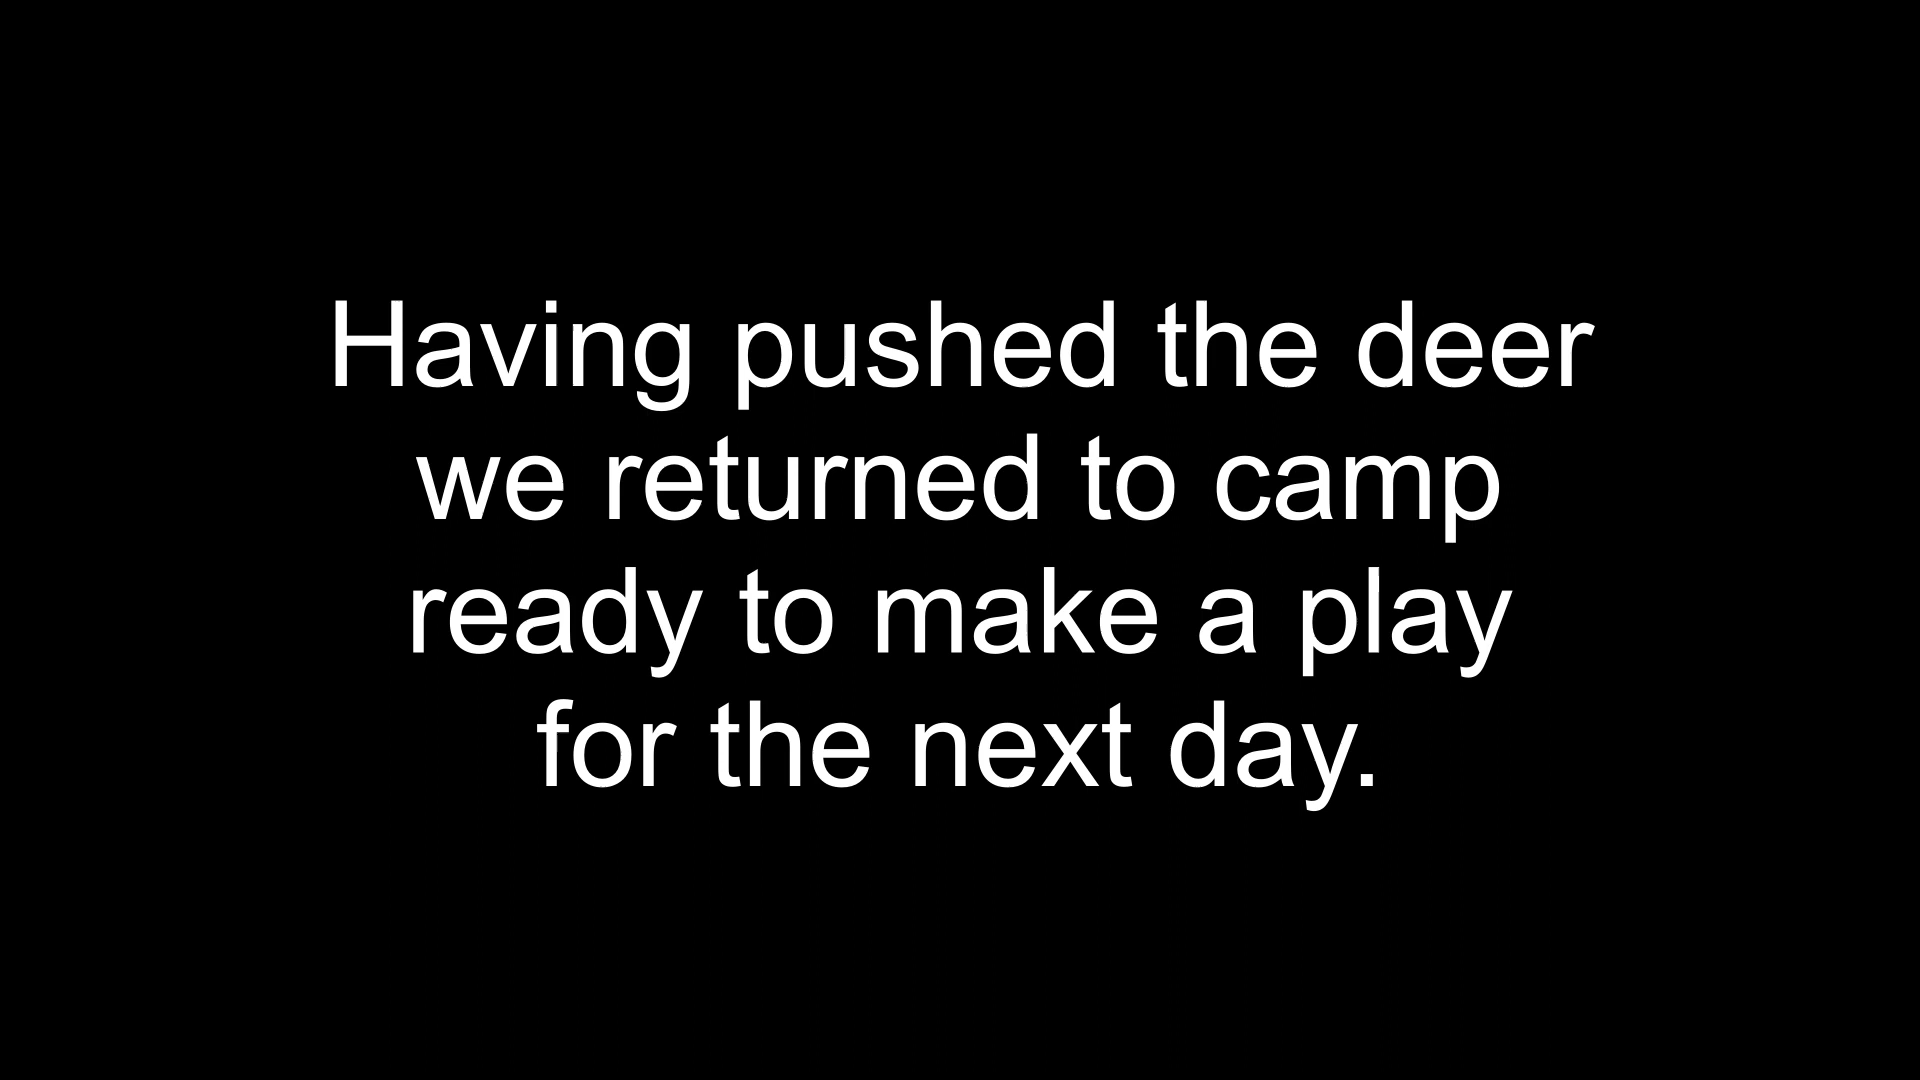 Having pushed the deer
we returned to camp
ready to make a play
for the next day.